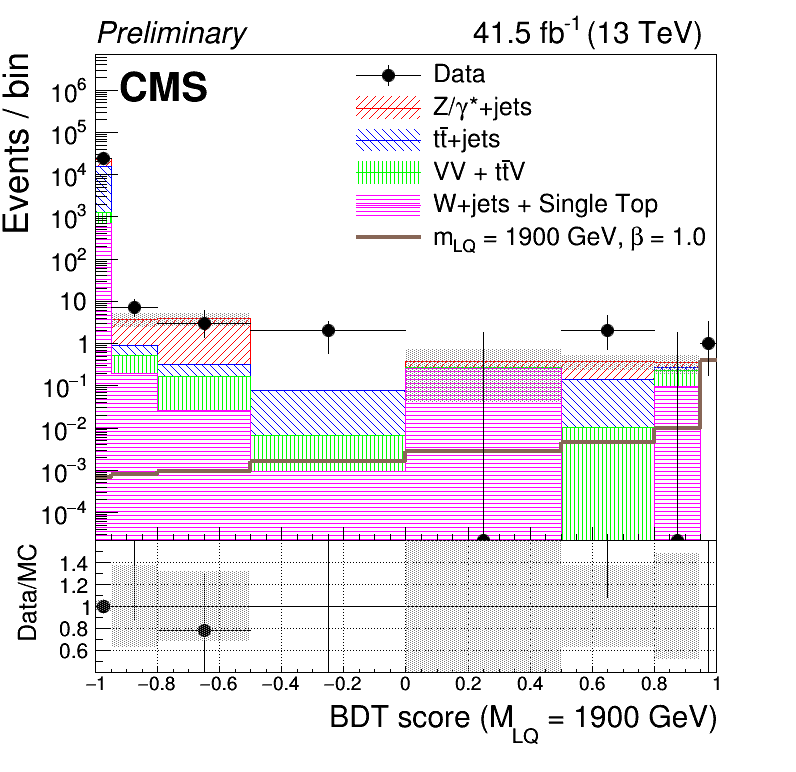 Preliminary 41.5 fb⁻¹ (13 TeV)
CMS
Data
Z/γ*+jets
tt̄+jets
VV + tt̄V
W+jets + Single Top
m_LQ = 1900 GeV, β = 1.0
Events / bin
10⁶
10⁵
10⁴
10³
10²
10
1
10⁻¹
10⁻²
10⁻³
10⁻⁴
Data/MC
1.4
1.2
1
0.8
0.6
−1 −0.8 −0.6 −0.4 −0.2 0 0.2 0.4 0.6 0.8 1
BDT score (M_LQ = 1900 GeV)